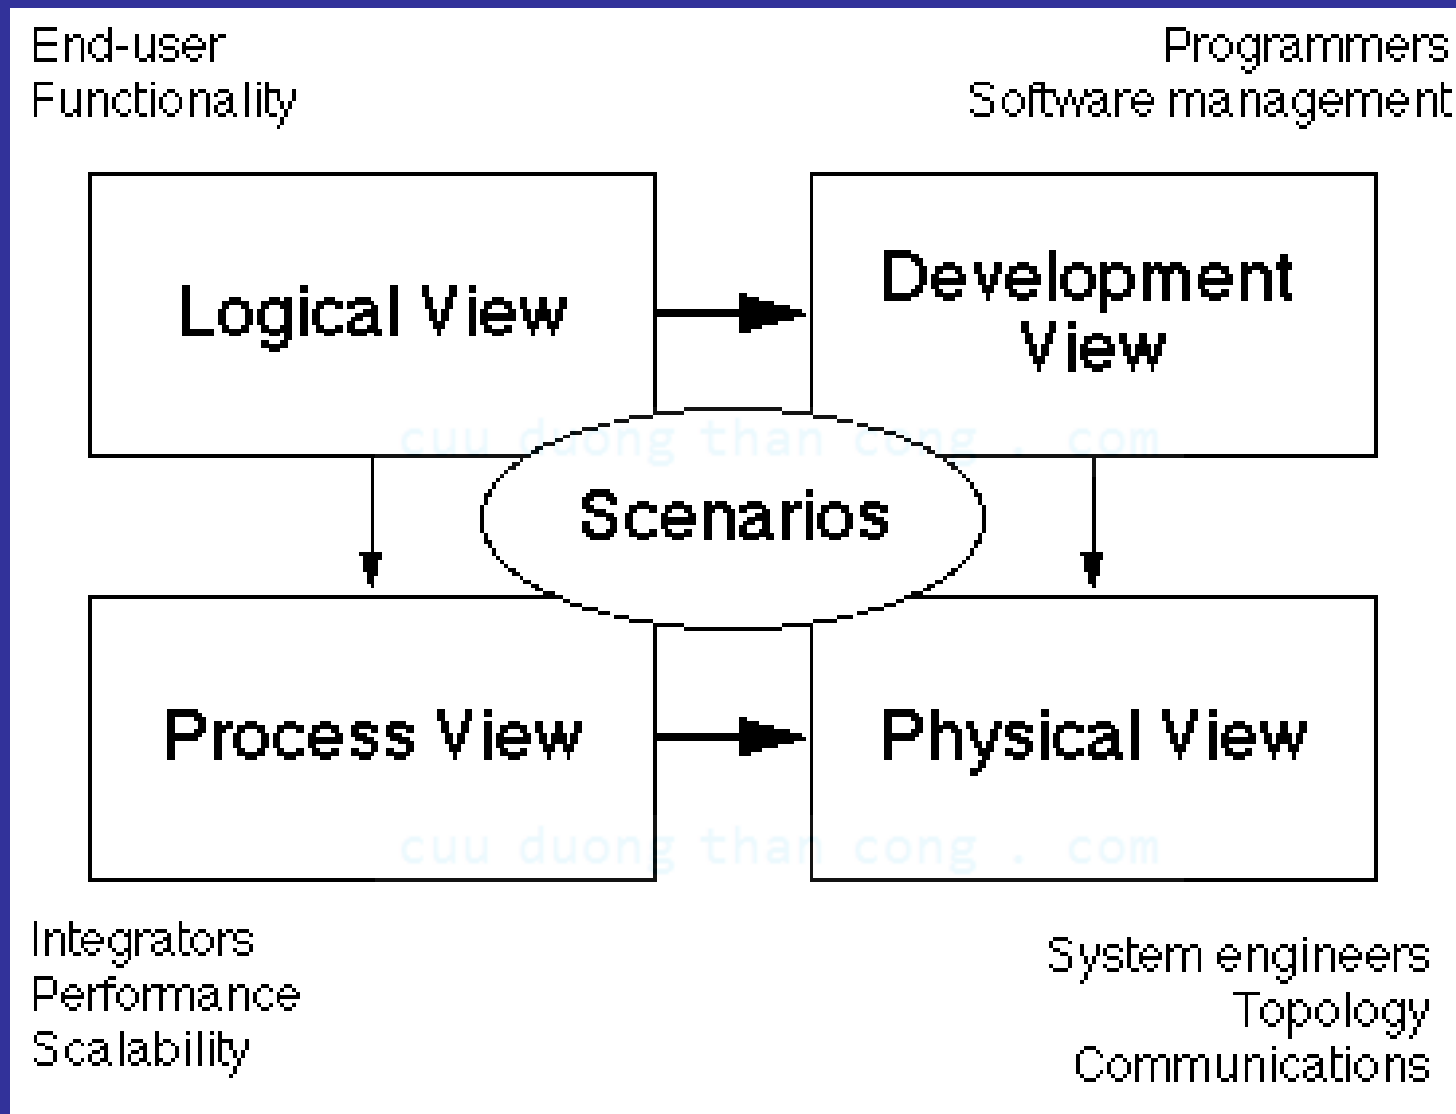 End-user
Functionality
Programmers
Software management
Logical View
Development
View
cuu duong than cong . com
Scenarios
Process View
Physical View
cuu duong than cong . com
Integrators
Performance
Scalability
System engineers
Topology
Communications